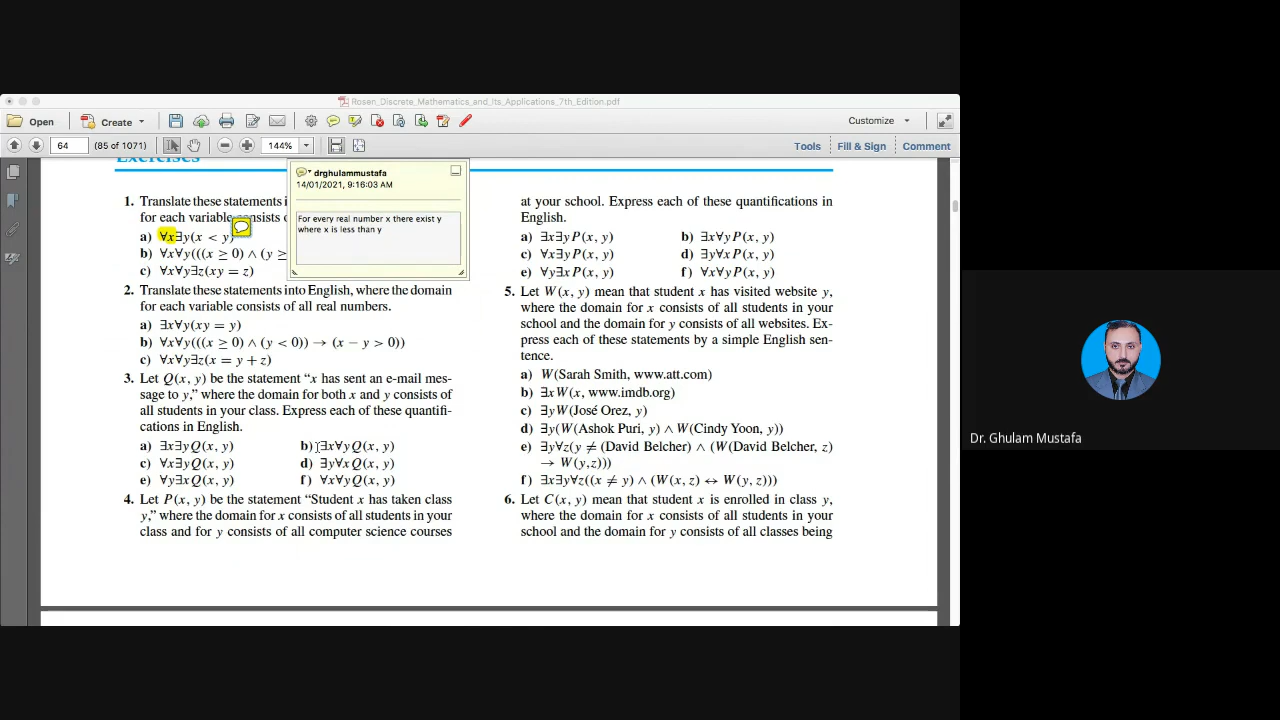 Rosen_Discrete_Mathematics_and_Its_Applications_7th_Edition.pdf
Open
Create
Customize
64
(85 of 1071)
144%
Tools
Fill & Sign
Comment
Exercises
drghulammustafa
14/01/2021, 9:16:03 AM
For every real number x there exist y
where x is less than y
1. Translate these statements i
for each variable consists o
a) ∀x∃y(x < y)
b) ∀x∀y(((x ≥ 0) ∧ (y ≥
c) ∀x∀y∃z(xy = z)
2. Translate these statements into English, where the domain
for each variable consists of all real numbers.
a) ∃x∀y(xy = y)
b) ∀x∀y(((x ≥ 0) ∧ (y < 0)) → (x − y > 0))
c) ∀x∀y∃z(x = y + z)
3. Let Q(x, y) be the statement “x has sent an e-mail mes-
sage to y,” where the domain for both x and y consists of
all students in your class. Express each of these quantifi-
cations in English.
a) ∃x∃yQ(x, y) b) ∃x∀yQ(x, y)
c) ∀x∃yQ(x, y) d) ∃y∀xQ(x, y)
e) ∀y∃xQ(x, y) f) ∀x∀yQ(x, y)
4. Let P(x, y) be the statement “Student x has taken class
y,” where the domain for x consists of all students in your
class and for y consists of all computer science courses
at your school. Express each of these quantifications in
English.
a) ∃x∃yP(x, y) b) ∃x∀yP(x, y)
c) ∀x∃yP(x, y) d) ∃y∀xP(x, y)
e) ∀y∃xP(x, y) f) ∀x∀yP(x, y)
5. Let W(x, y) mean that student x has visited website y,
where the domain for x consists of all students in your
school and the domain for y consists of all websites. Ex-
press each of these statements by a simple English sen-
tence.
a) W(Sarah Smith, www.att.com)
b) ∃xW(x, www.imdb.org)
c) ∃yW(José Orez, y)
d) ∃y(W(Ashok Puri, y) ∧ W(Cindy Yoon, y))
e) ∃y∀z(y ≠ (David Belcher) ∧ (W(David Belcher, z)
→ W(y,z)))
f) ∃x∃y∀z((x ≠ y) ∧ (W(x, z) ↔ W(y, z)))
6. Let C(x, y) mean that student x is enrolled in class y,
where the domain for x consists of all students in your
school and the domain for y consists of all classes being
Dr. Ghulam Mustafa